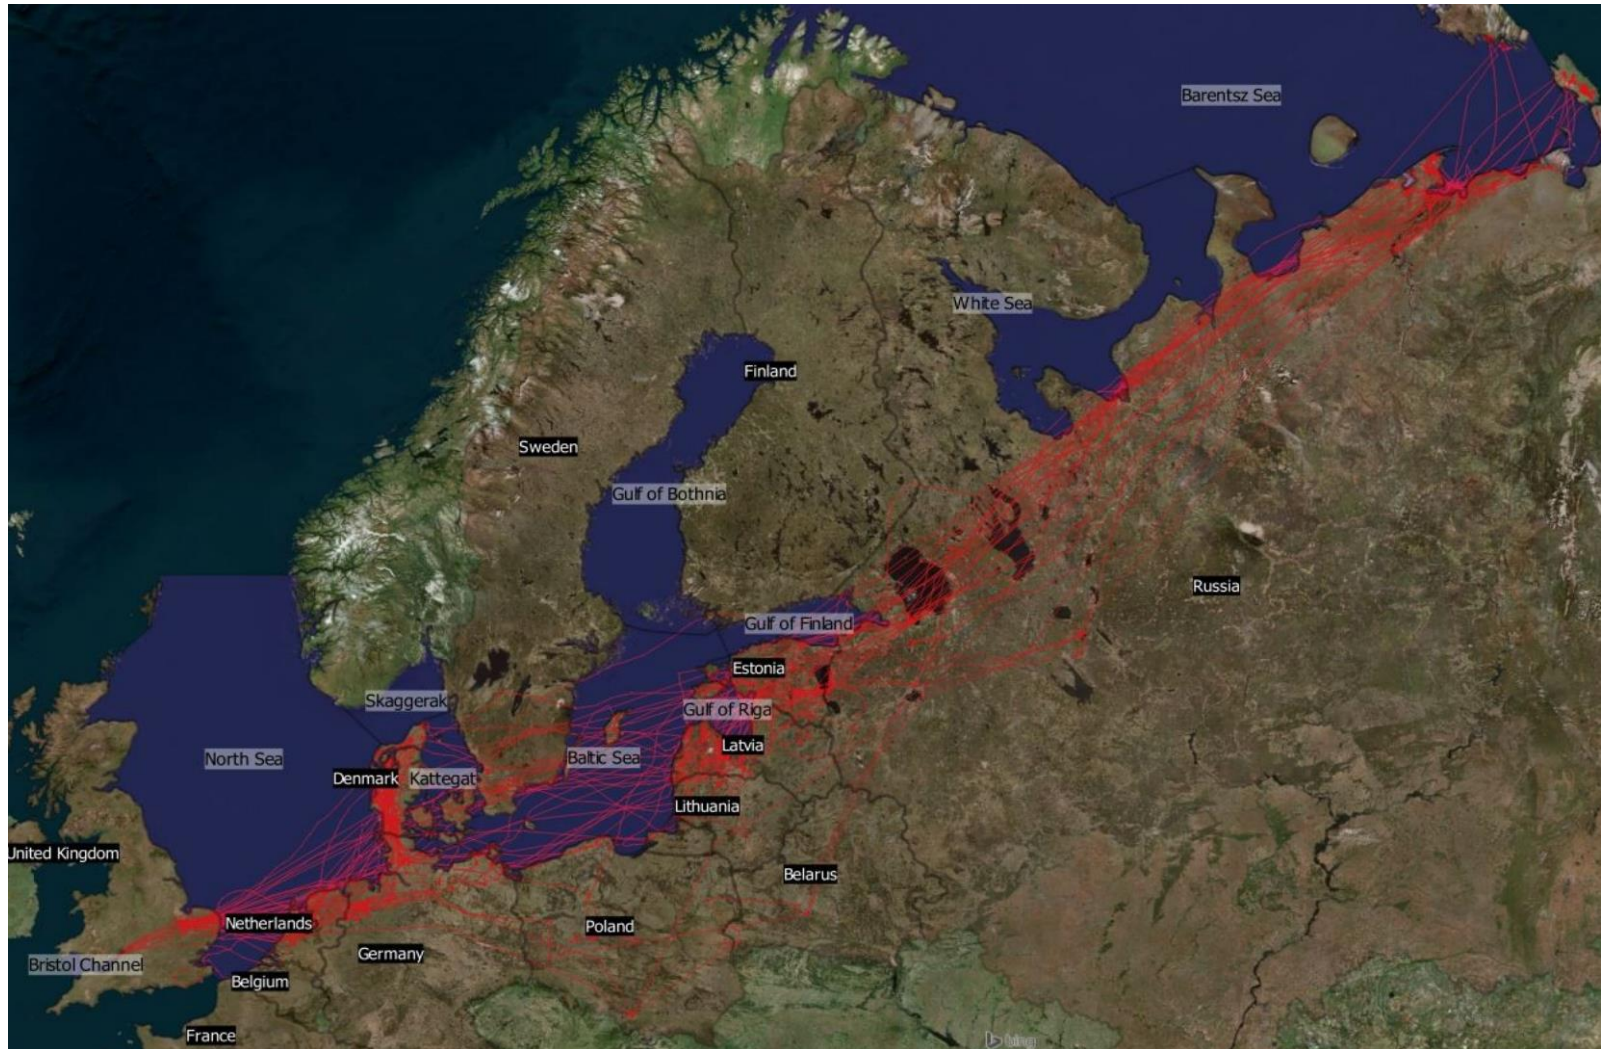 Barentsz Sea
White Sea
Finland
Sweden
Gulf of Bothnia
Russia
Gulf of Finland
Estonia
Skaggerak
Gulf of Riga
Latvia
North Sea
Baltic Sea
Denmark
Kattegat
Lithuania
United Kingdom
Belarus
Netherlands
Poland
Germany
Bristol Channel
Belgium
France
bing